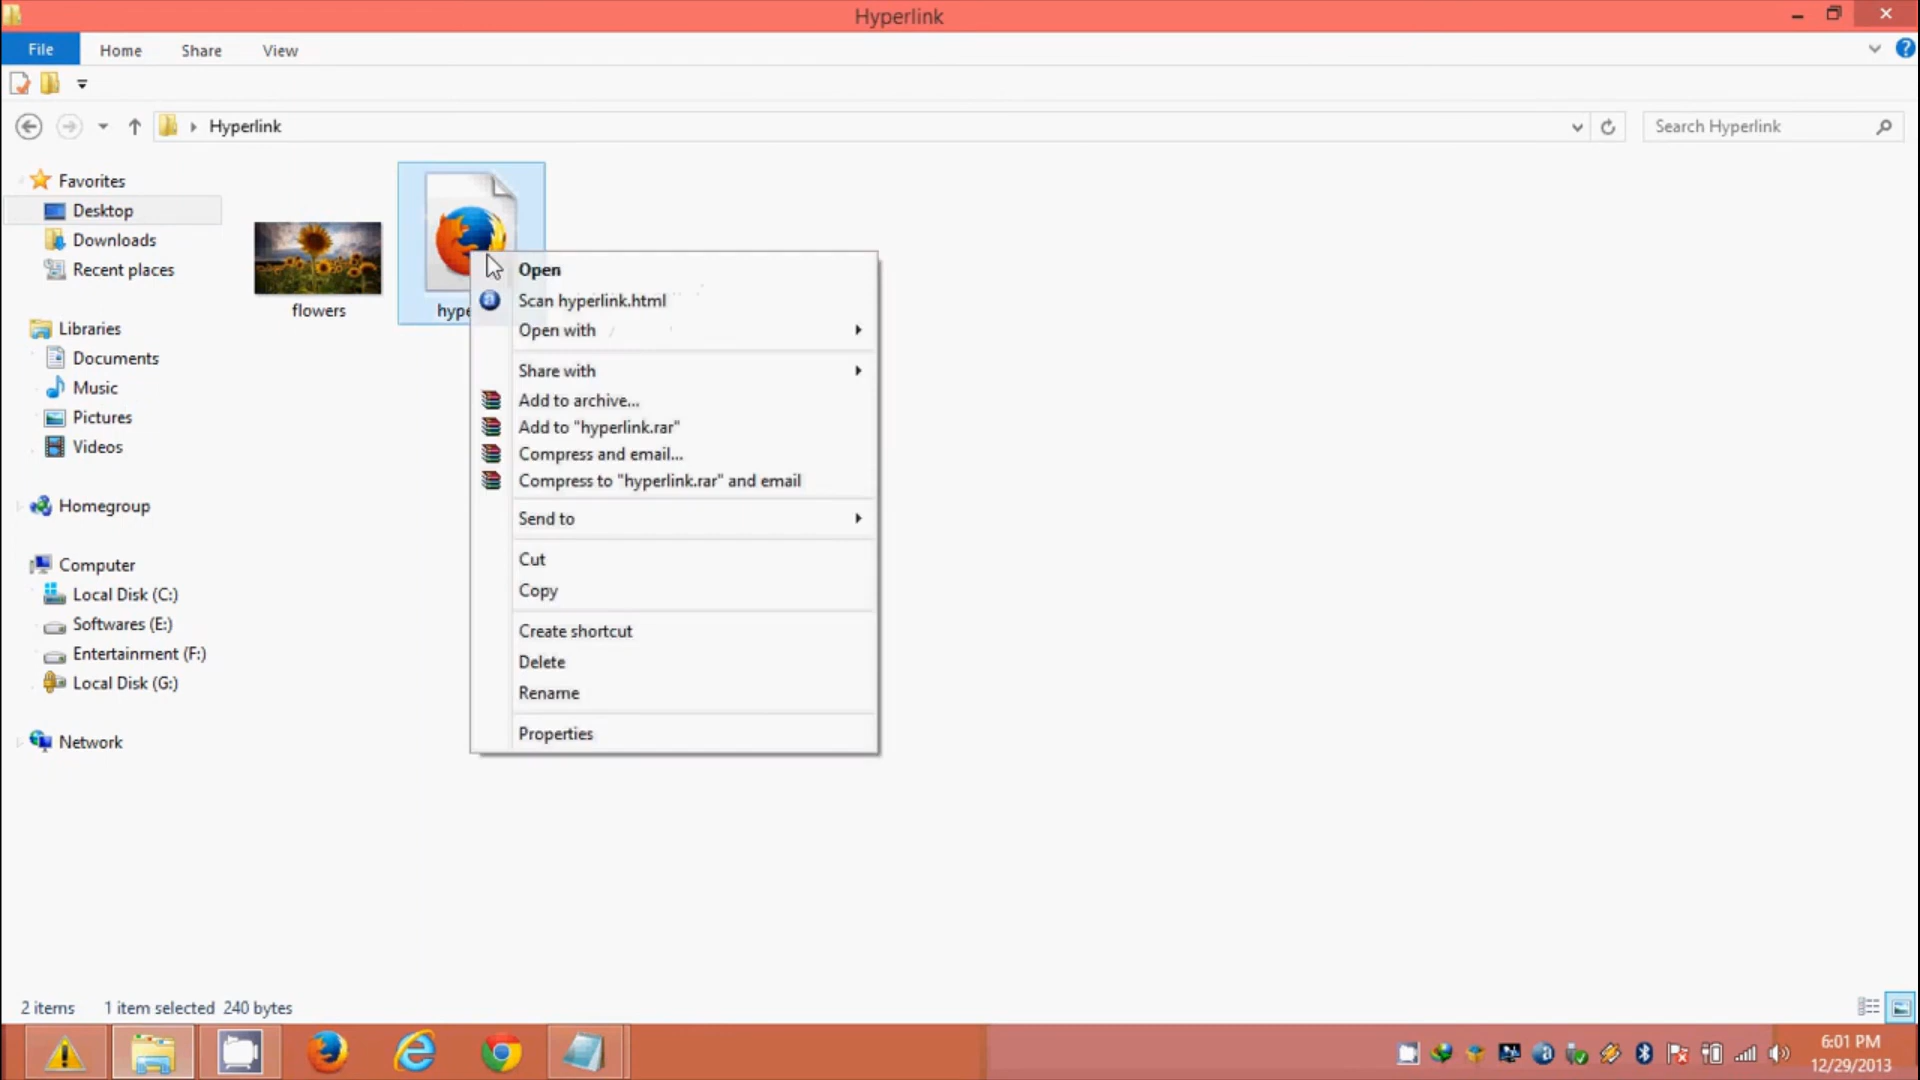 Hyperlink
File Home Share View
Hyperlink
Search Hyperlink
Favorites
Desktop
Downloads
Recent places
Libraries
Documents
Music
Pictures
Videos
Homegroup
Computer
Local Disk (C:)
Softwares (E:)
Entertainment (F:)
Local Disk (G:)
Network
flowers
hype
Open
Scan hyperlink.html
Open with
Share with
Add to archive...
Add to "hyperlink.rar"
Compress and email...
Compress to "hyperlink.rar" and email
Send to
Cut
Copy
Create shortcut
Delete
Rename
Properties
2 items 1 item selected 240 bytes
6:01 PM
12/29/2013